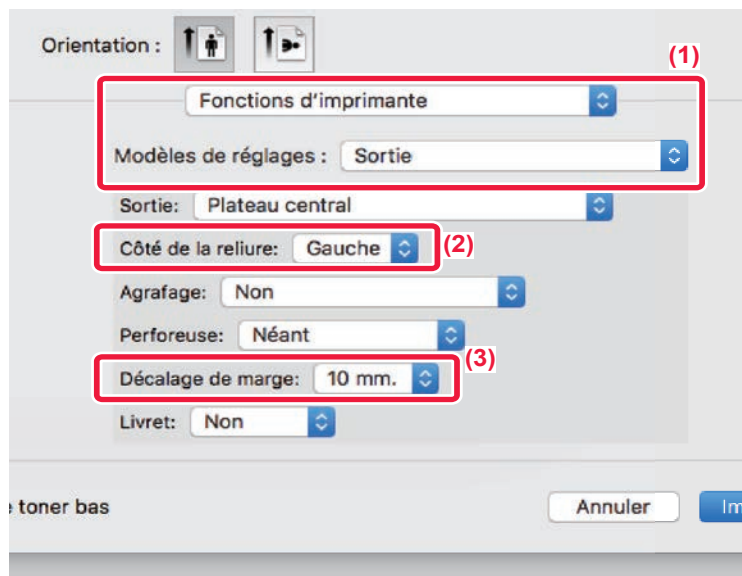 Orientation :
(1)
Fonctions d'imprimante
Modèles de réglages : Sortie
Sortie: Plateau central
Côté de la reliure: Gauche (2)
Agrafage: Non
Perforeuse: Néant
(3)
Décalage de marge: 10 mm.
Livret: Non
toner bas Annuler Im